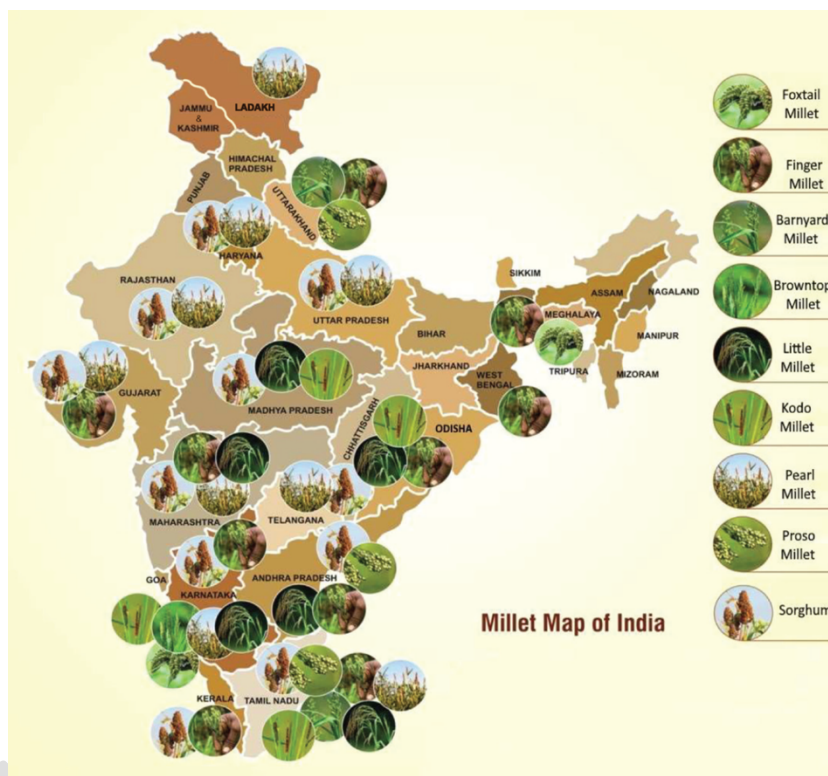 LADAKH
JAMMU
&
KASHMIR
HIMACHAL
PRADESH
PUNJAB
UTTARAKHAND
HARYANA
RAJASTHAN
UTTAR PRADESH
SIKKIM
ASSAM
NAGALAND
MEGHALAYA
BIHAR
MANIPUR
JHARKHAND
WEST
BENGAL
TRIPURA
MIZORAM
GUJARAT
MADHYA PRADESH
CHHATTISGARH
ODISHA
MAHARASHTRA
TELANGANA
GOA
KARNATAKA
ANDHRA PRADESH
KERALA
TAMIL NADU
Millet Map of India
Foxtail
Millet
Finger
Millet
Barnyard
Millet
Browntop
Millet
Little
Millet
Kodo
Millet
Pearl
Millet
Proso
Millet
Sorghum